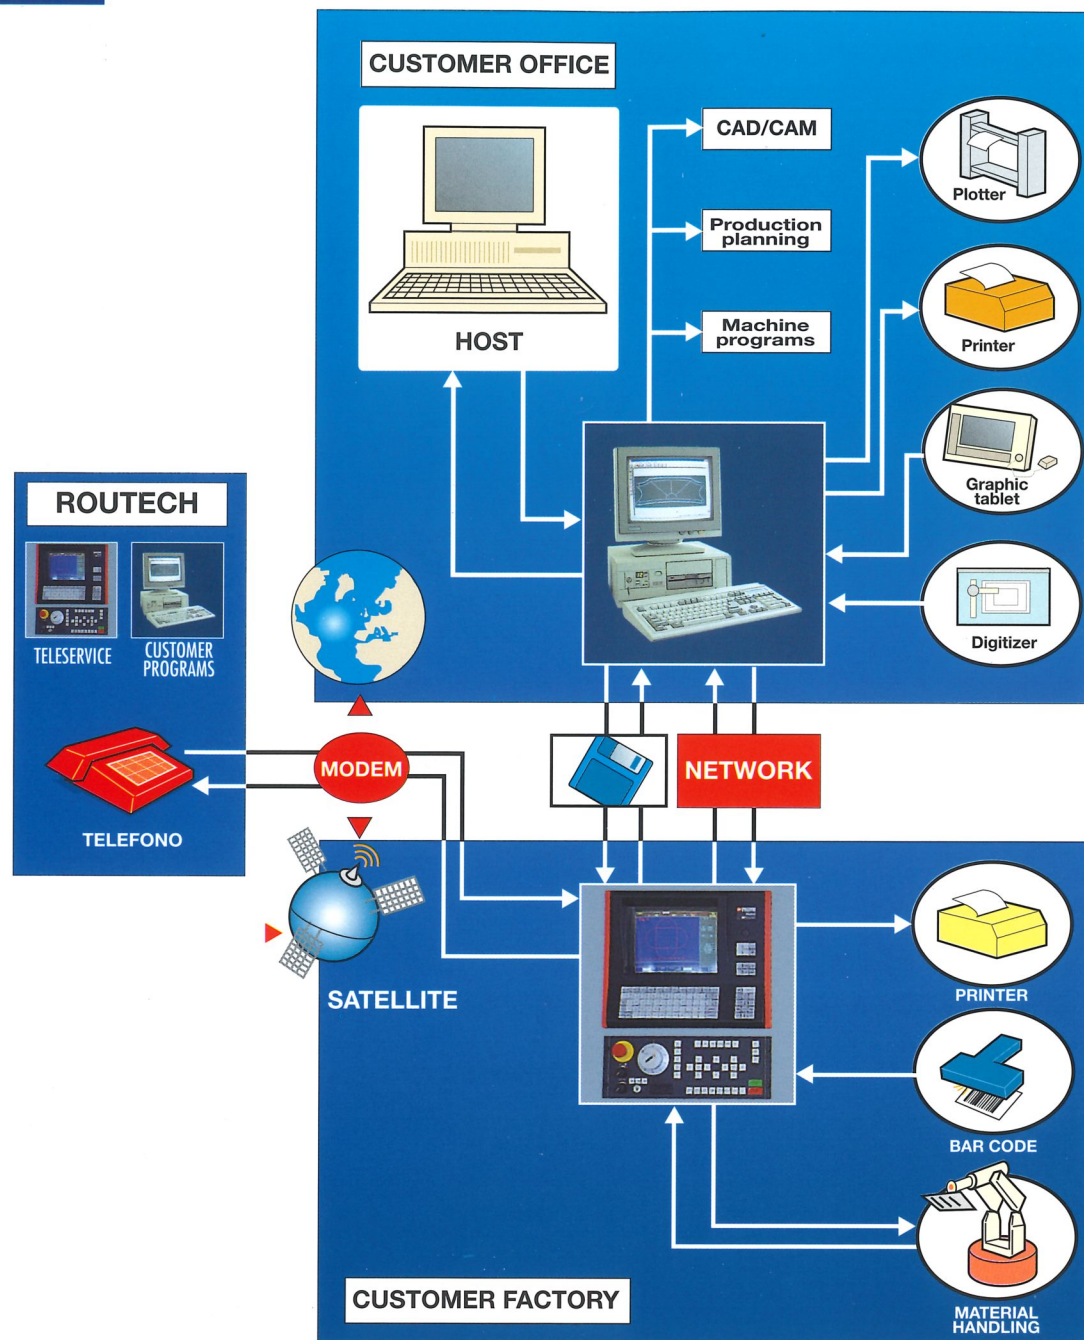 CUSTOMER OFFICE
HOST
CAD/CAM
Production
planning
Machine
programs
Plotter
Printer
Graphic
tablet
Digitizer
ROUTECH
TELESERVICE
CUSTOMER
PROGRAMS
TELEFONO
MODEM
NETWORK
SATELLITE
PRINTER
BAR CODE
MATERIAL
HANDLING
CUSTOMER FACTORY